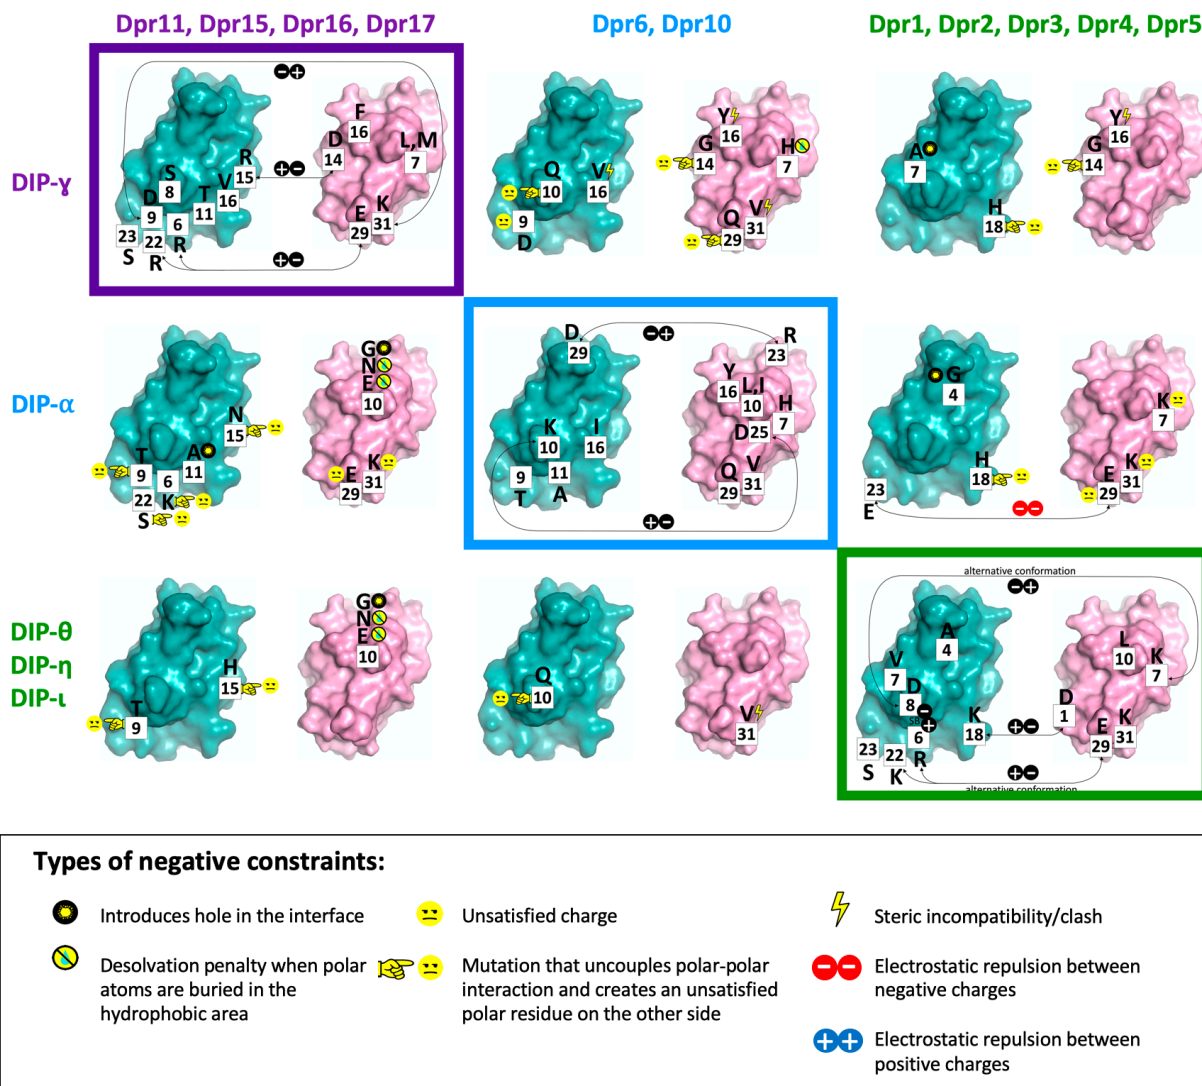 Dpr11, Dpr15, Dpr16, Dpr17
Dpr6, Dpr10
Dpr1, Dpr2, Dpr3, Dpr4, Dpr5
DIP-γ
S
8
D
9
T
11
V
16
R
15
6
R
23
S
22
R
F
16
D
14
L,M
7
E
29
K
31
Q
10
V
16
9
D
Y
16
G
14
H
7
Q
29
V
31
A
7
H
18
Y
16
G
14
DIP-α
N
15
A
11
T
9
6
K
22
S
G
N
E
10
E
29
K
31
D
29
K
10
I
16
9
T
11
A
R
23
Y
16
L,I
10
H
7
D 25
Q
29
V
31
G
4
H
18
23
E
K
7
E
29
K
31
DIP-θ
DIP-η
DIP-ι
H
15
T
9
G
N
E
10
Q
10
V
31
alternative conformation
A
4
V
7
D
8
SB
6
R
K
18
23
S
22
K
L
10
K
7
D
1
E
29
K
31
alternative conformation
Types of negative constraints:
Introduces hole in the interface
Desolvation penalty when polar
atoms are buried in the
hydrophobic area
Unsatisfied charge
Mutation that uncouples polar-polar
interaction and creates an unsatisfied
polar residue on the other side
Steric incompatibility/clash
Electrostatic repulsion between
negative charges
Electrostatic repulsion between
positive charges